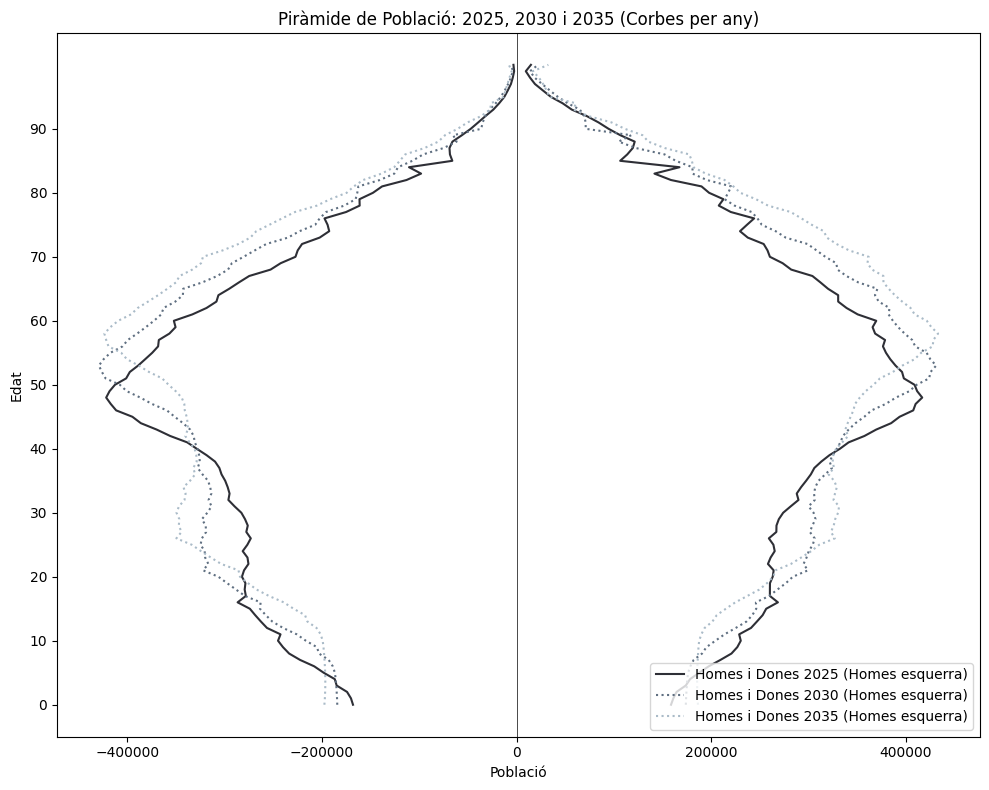 Piràmide de Població: 2025, 2030 i 2035 (Corbes per any)
90
80
70
60
50
40
30
20
10
0
Edat
−400000
−200000
0
200000
400000
Població
Homes i Dones 2025 (Homes esquerra)
Homes i Dones 2030 (Homes esquerra)
Homes i Dones 2035 (Homes esquerra)